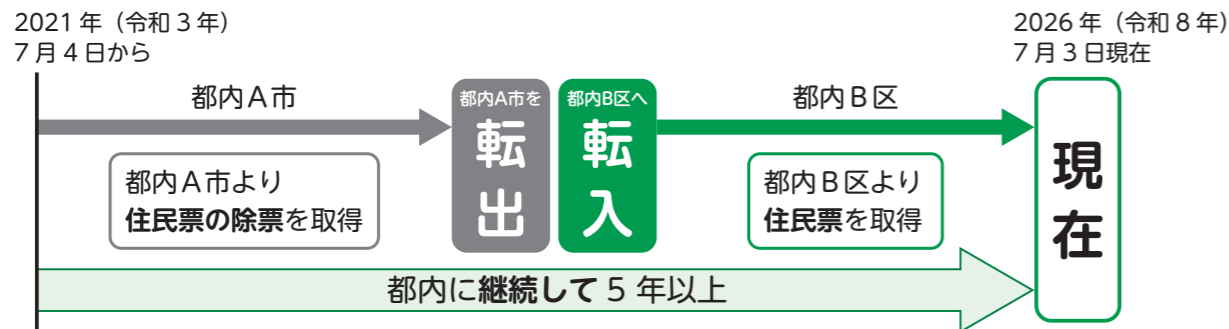 2021年（令和3年）
7月4日から
2026年（令和8年）
7月3日現在
都内A市
都内A市を
転出
都内B区へ
転入
都内B区
現在
都内A市より
住民票の除票を取得
都内B区より
住民票を取得
都内に継続して5年以上